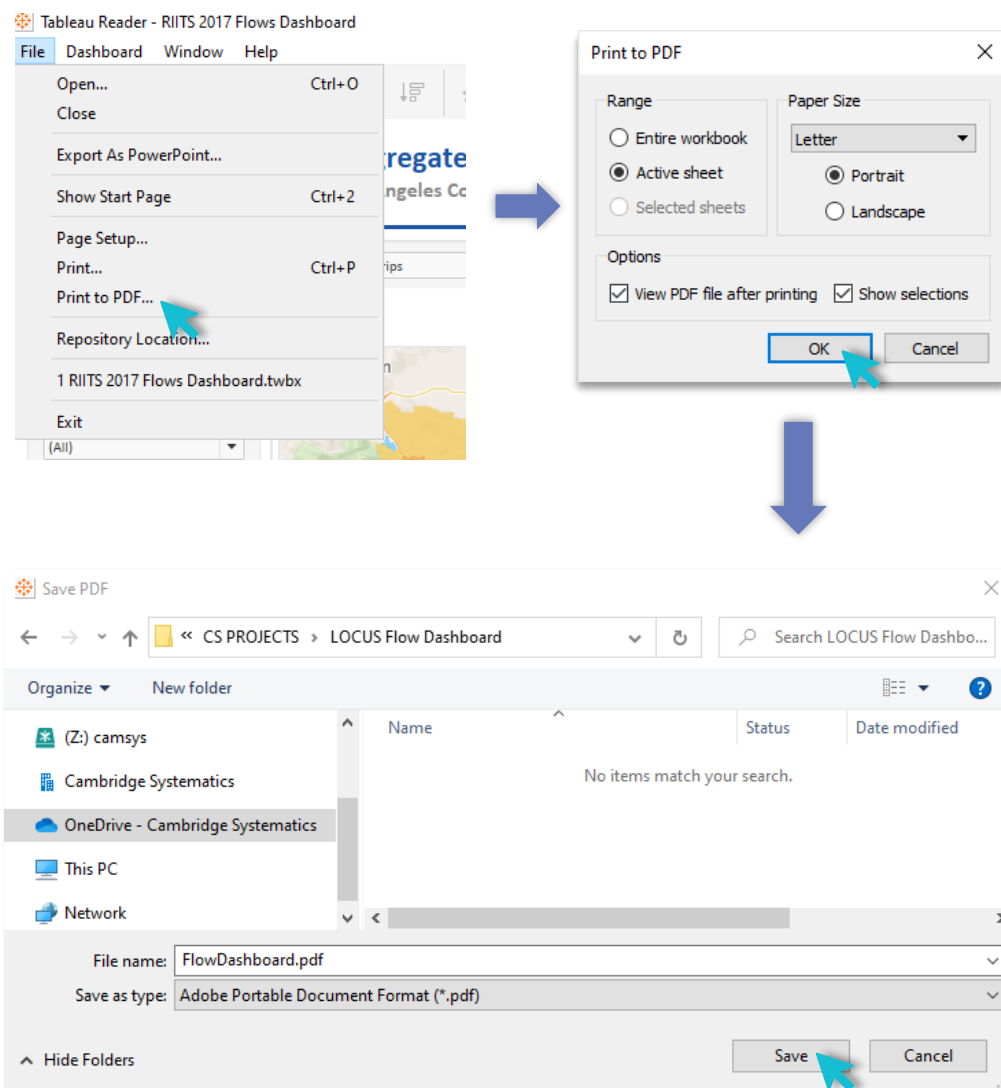 Tableau Reader - RIITS 2017 Flows Dashboard
File Dashboard Window Help
Open... Ctrl+O
Close
Export As PowerPoint...
Show Start Page Ctrl+2
Page Setup...
Print... Ctrl+P
Print to PDF...
Repository Location...
1 RIITS 2017 Flows Dashboard.twbx
Exit
(All)
regate
ngeles Co
rips
n
Print to PDF
Range
Entire workbook
Active sheet
Selected sheets
Paper Size
Letter
Portrait
Landscape
Options
View PDF file after printing Show selections
OK Cancel
Save PDF
« CS PROJECTS › LOCUS Flow Dashboard
Search LOCUS Flow Dashbo...
Organize New folder
?
Name Status Date modified
(Z:) camsys
No items match your search.
Cambridge Systematics
OneDrive - Cambridge Systematics
This PC
Network
File name: FlowDashboard.pdf
Save as type: Adobe Portable Document Format (*.pdf)
Hide Folders
Save Cancel